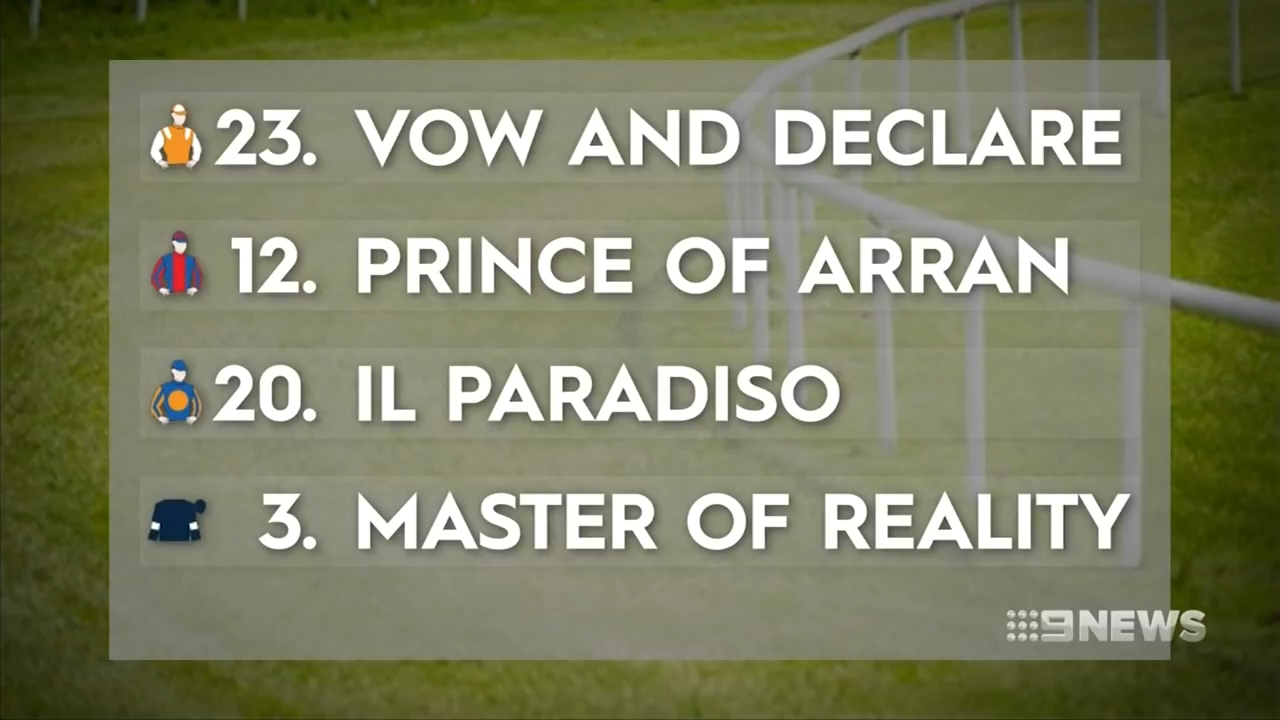 23. VOW AND DECLARE
12. PRINCE OF ARRAN
20. IL PARADISO
3. MASTER OF REALITY
9NEWS